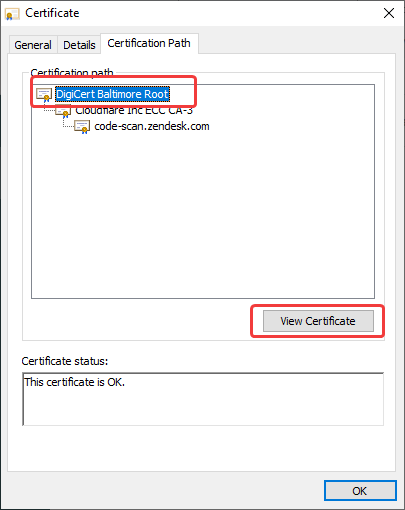 Certificate
General
Details
Certification Path
Certification path
DigiCert Baltimore Root
Cloudflare Inc ECC CA-3
code-scan.zendesk.com
View Certificate
Certificate status:
This certificate is OK.
OK